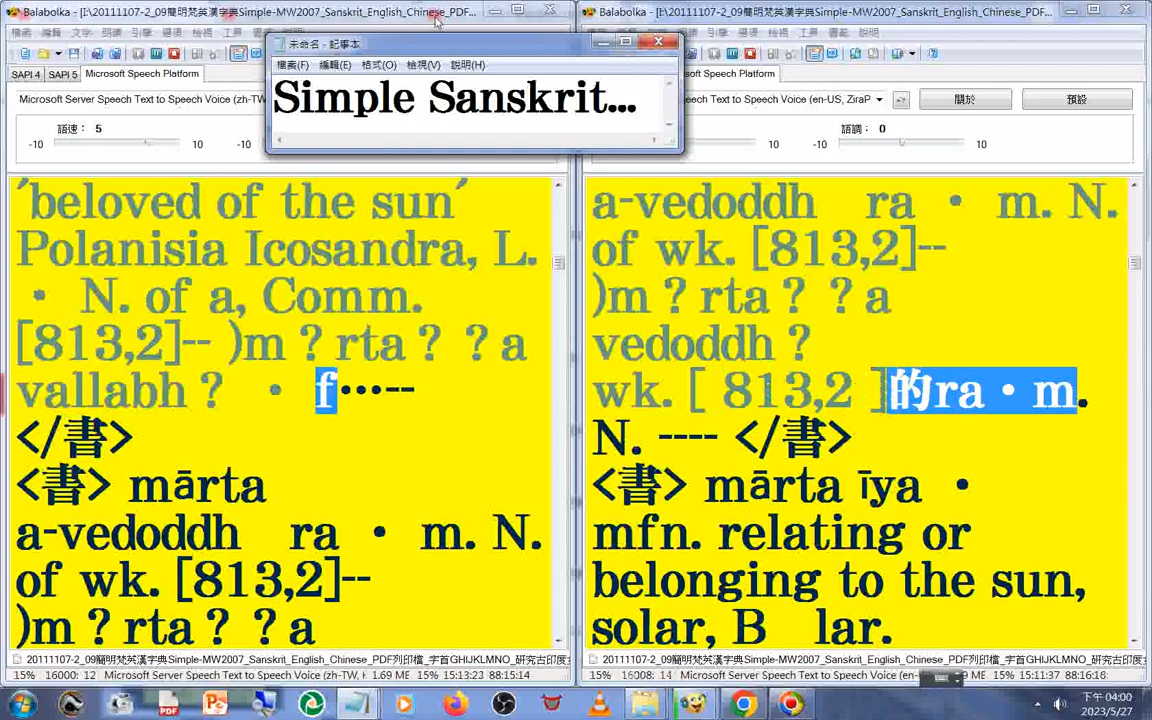 Balabolka - [I:\20111107-2_09簡明梵英漢字典Simple-MW2007_Sanskrit_English_Chinese_PDF...
Balabolka - [I:\20111107-2_09簡明梵英漢字典Simple-MW2007_Sanskrit_English_Chinese_PDF...
未命名 - 記事本
檔案(F) 編輯(E) 格式(O) 檢視(V) 說明(H)
Simple Sanskrit...
SAPI 4 SAPI 5 Microsoft Speech Platform
Speech Platform
Microsoft Server Speech Text to Speech Voice (zh-TW
eech Text to Speech Voice (en-US, ZiraP
關於
預設
語速： 5
-10 10 -10
語調： 0
10 -10 10
'beloved of the sun'
Polanisia Icosandra, L.
· N. of a, Comm.
[813,2]-- )m？rta？ ？a
vallabh？ · f···--
</書>
<書> mārta
a-vedoddh ra · m. N.
of wk. [813,2]--
)m？rta？ ？a
a-vedoddh ra · m. N.
of wk. [813,2]--
)m？rta？ ？a
vedoddh？
wk. [ 813,2 ]的ra·m.
N. ---- </書>
<書> mārta īya ·
mfn. relating or
belonging to the sun,
solar, B lar.
20111107-2_09簡明梵英漢字典Simple-MW2007_Sanskrit_English_Chinese_PDF列印檔_字首GHIJKLMNO_研究古印度
20111107-2_09簡明梵英漢字典Simple-MW2007_Sanskrit_English_Chinese_PDF列印檔_字首GHIJKLMNO_研究古印度
15% 16000: 12 Microsoft Server Speech Text to Speech Voice (zh-TW, 1.69 ME 15% 15:13:23 88:15:14
15% 16008: 14 Microsoft Server Speech Text to Speech 15% 15:11:37 88:16:18
下午 04:00
2023/5/27